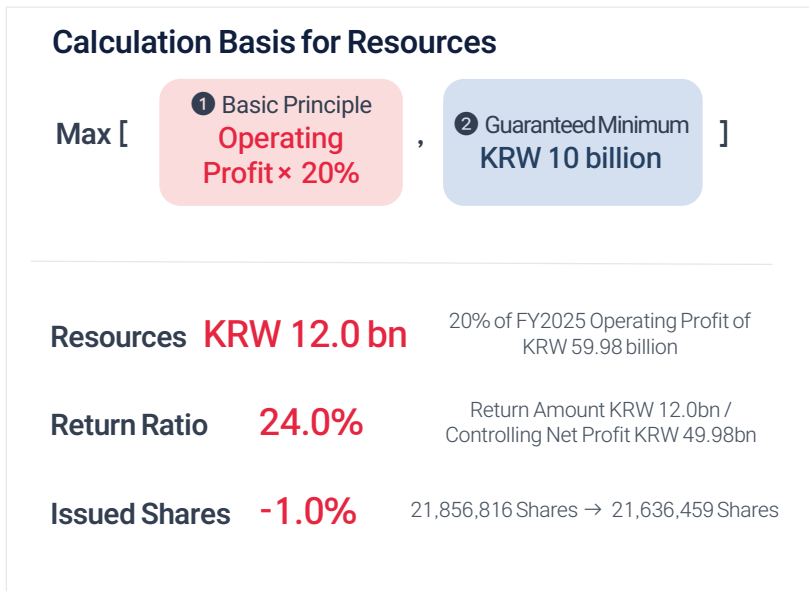 Calculation Basis for Resources
Max [
❶ Basic Principle
Operating
Profit × 20%
,
❷ Guaranteed Minimum
KRW 10 billion
]
Resources KRW 12.0 bn
20% of FY2025 Operating Profit of
KRW 59.98 billion
Return Ratio 24.0%
Return Amount KRW 12.0bn /
Controlling Net Profit KRW 49.98bn
Issued Shares -1.0%
21,856,816 Shares → 21,636,459 Shares